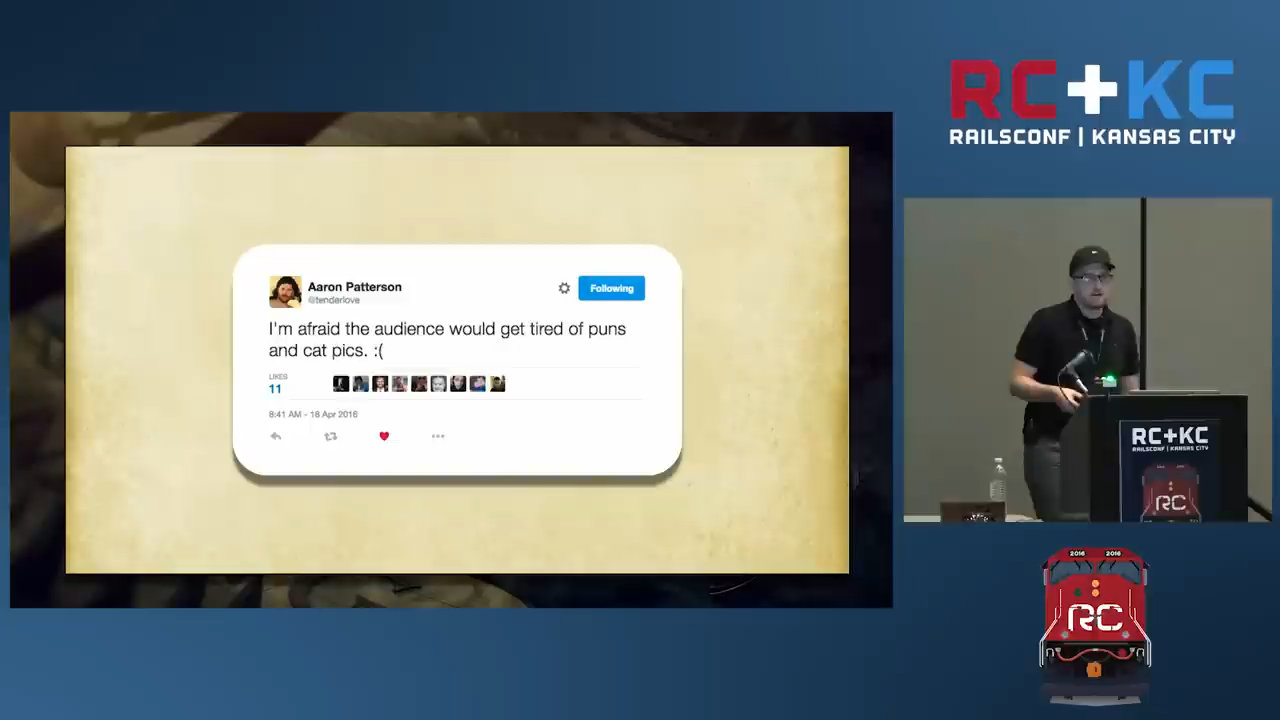 RC+KC
RAILSCONF | KANSAS CITY
Aaron Patterson
@tenderlove
Following
I'm afraid the audience would get tired of puns
and cat pics. :(
LIKES
11
8:41 AM - 18 Apr 2016
RC+KC
RAILSCONF | KANSAS CITY
RC
2016 2016
RC